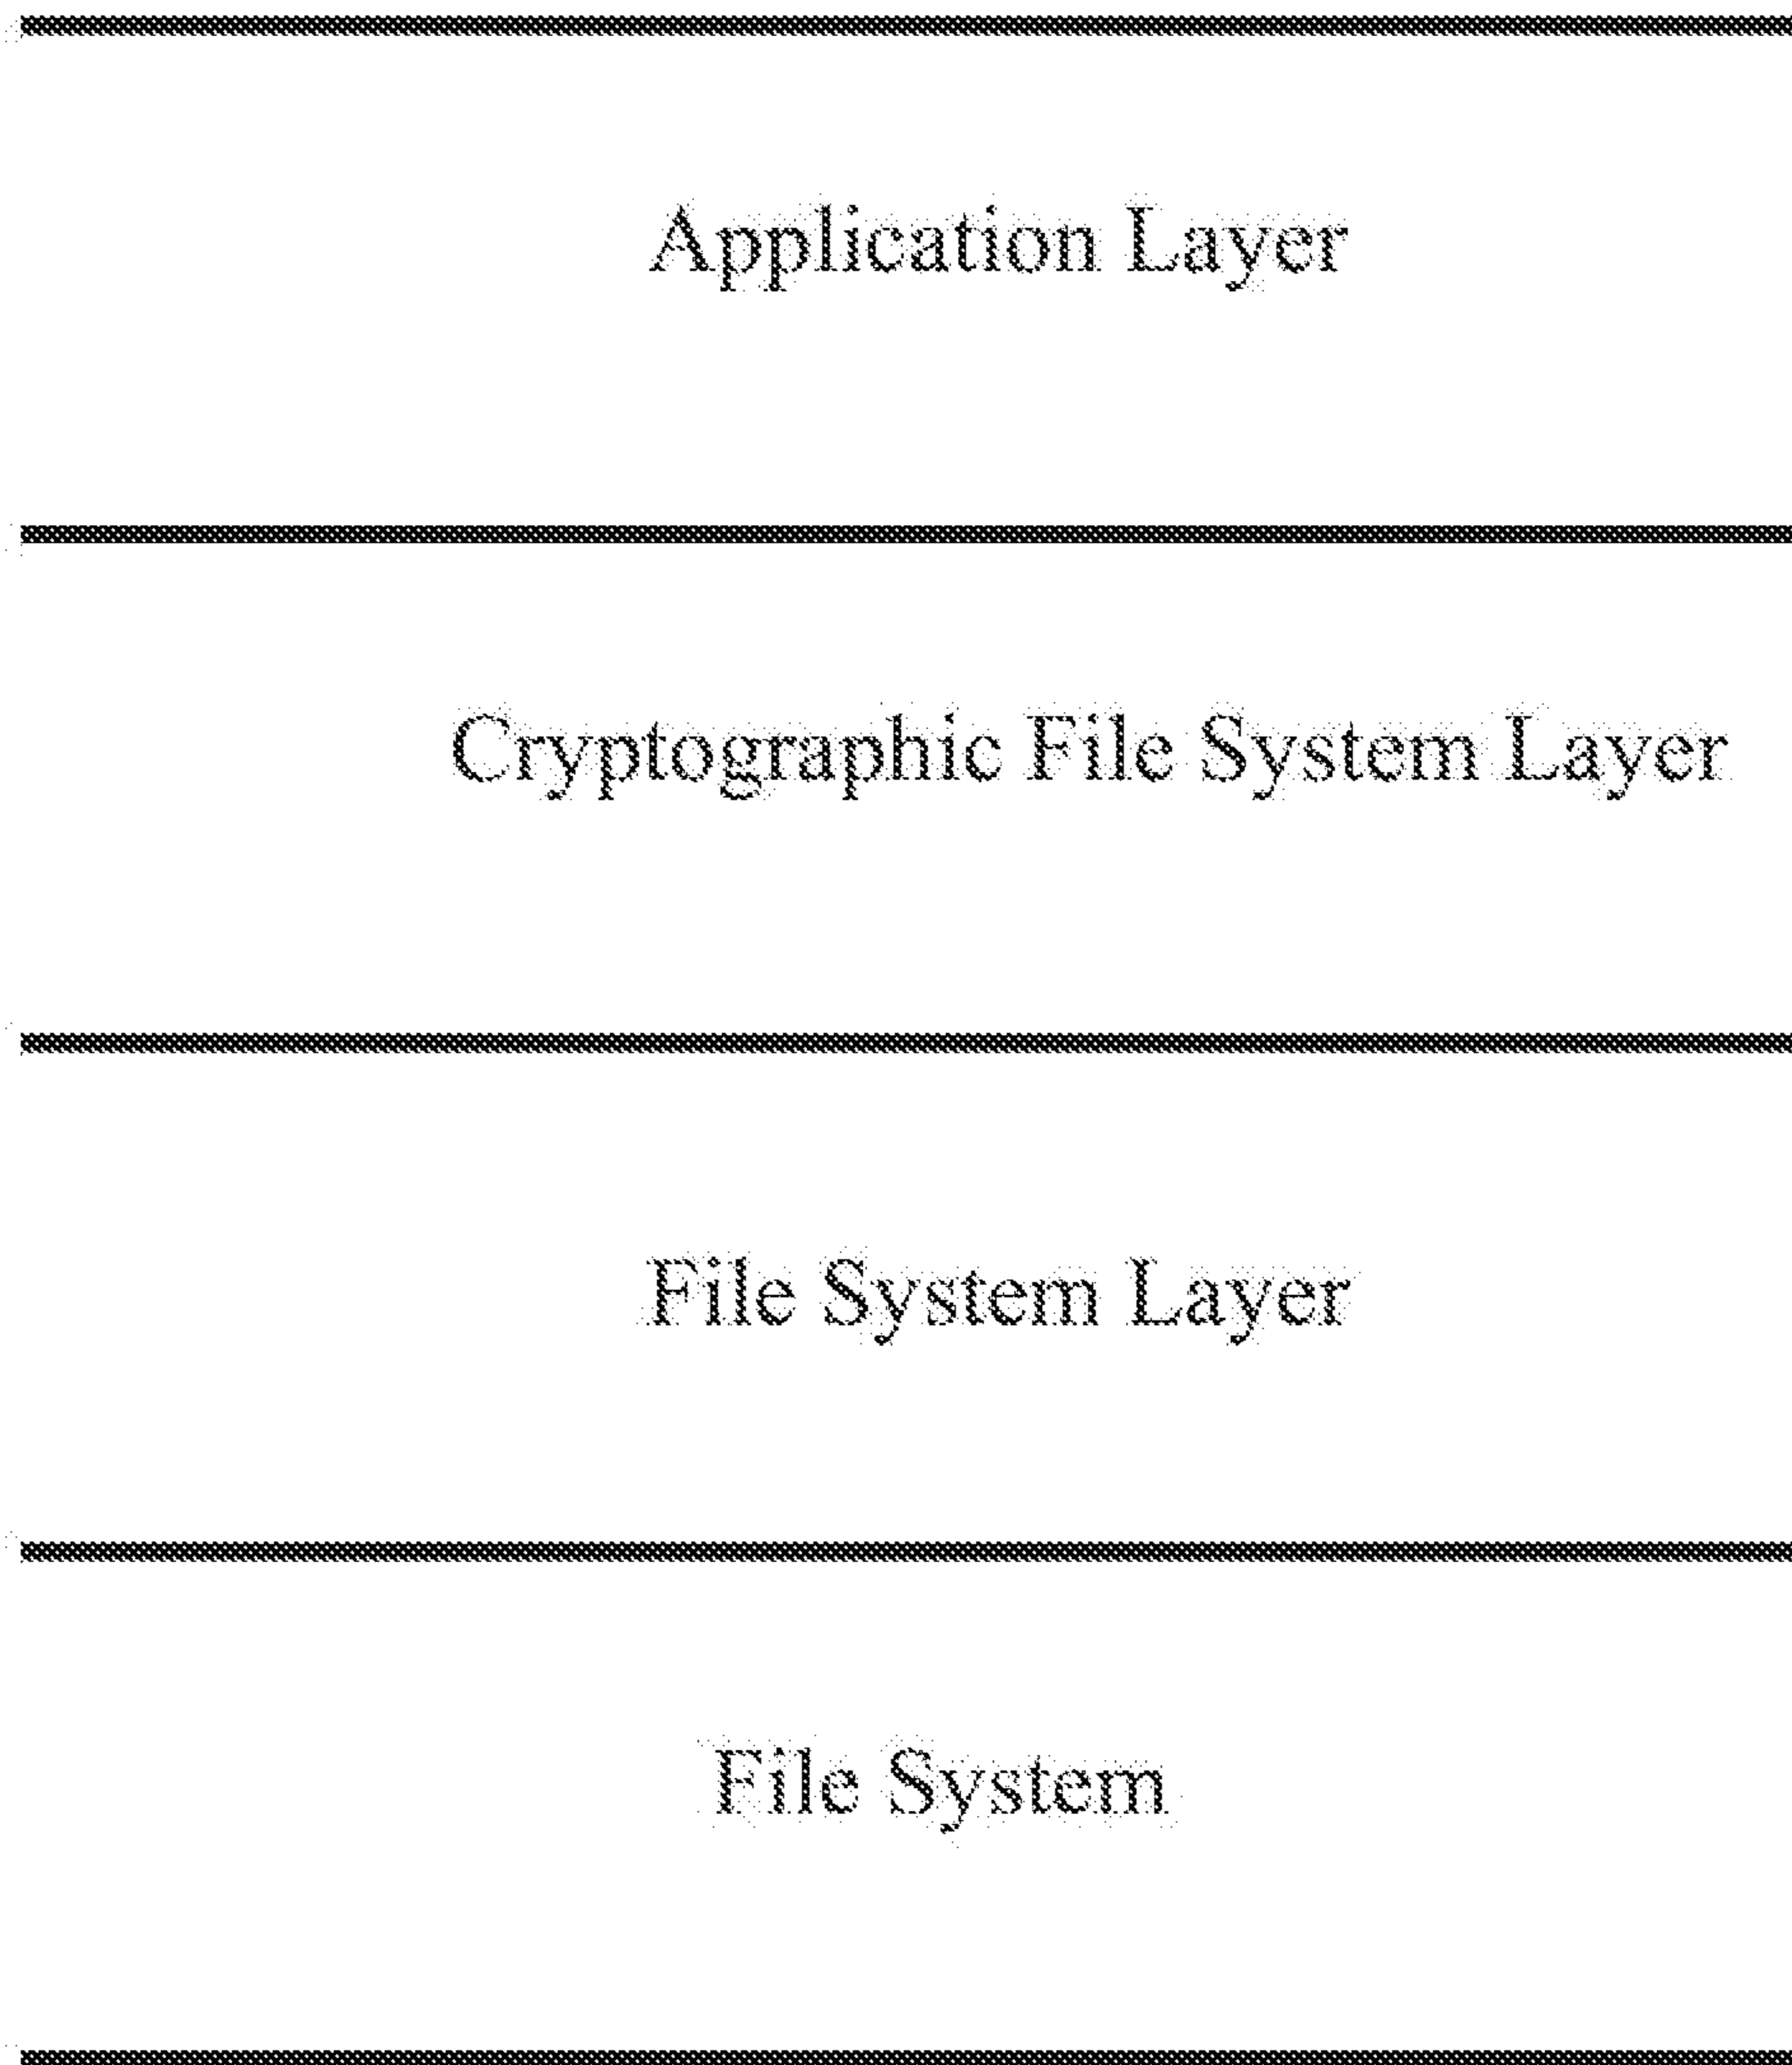 Application Layer
Cryptographic File System Layer
File System Layer
File System